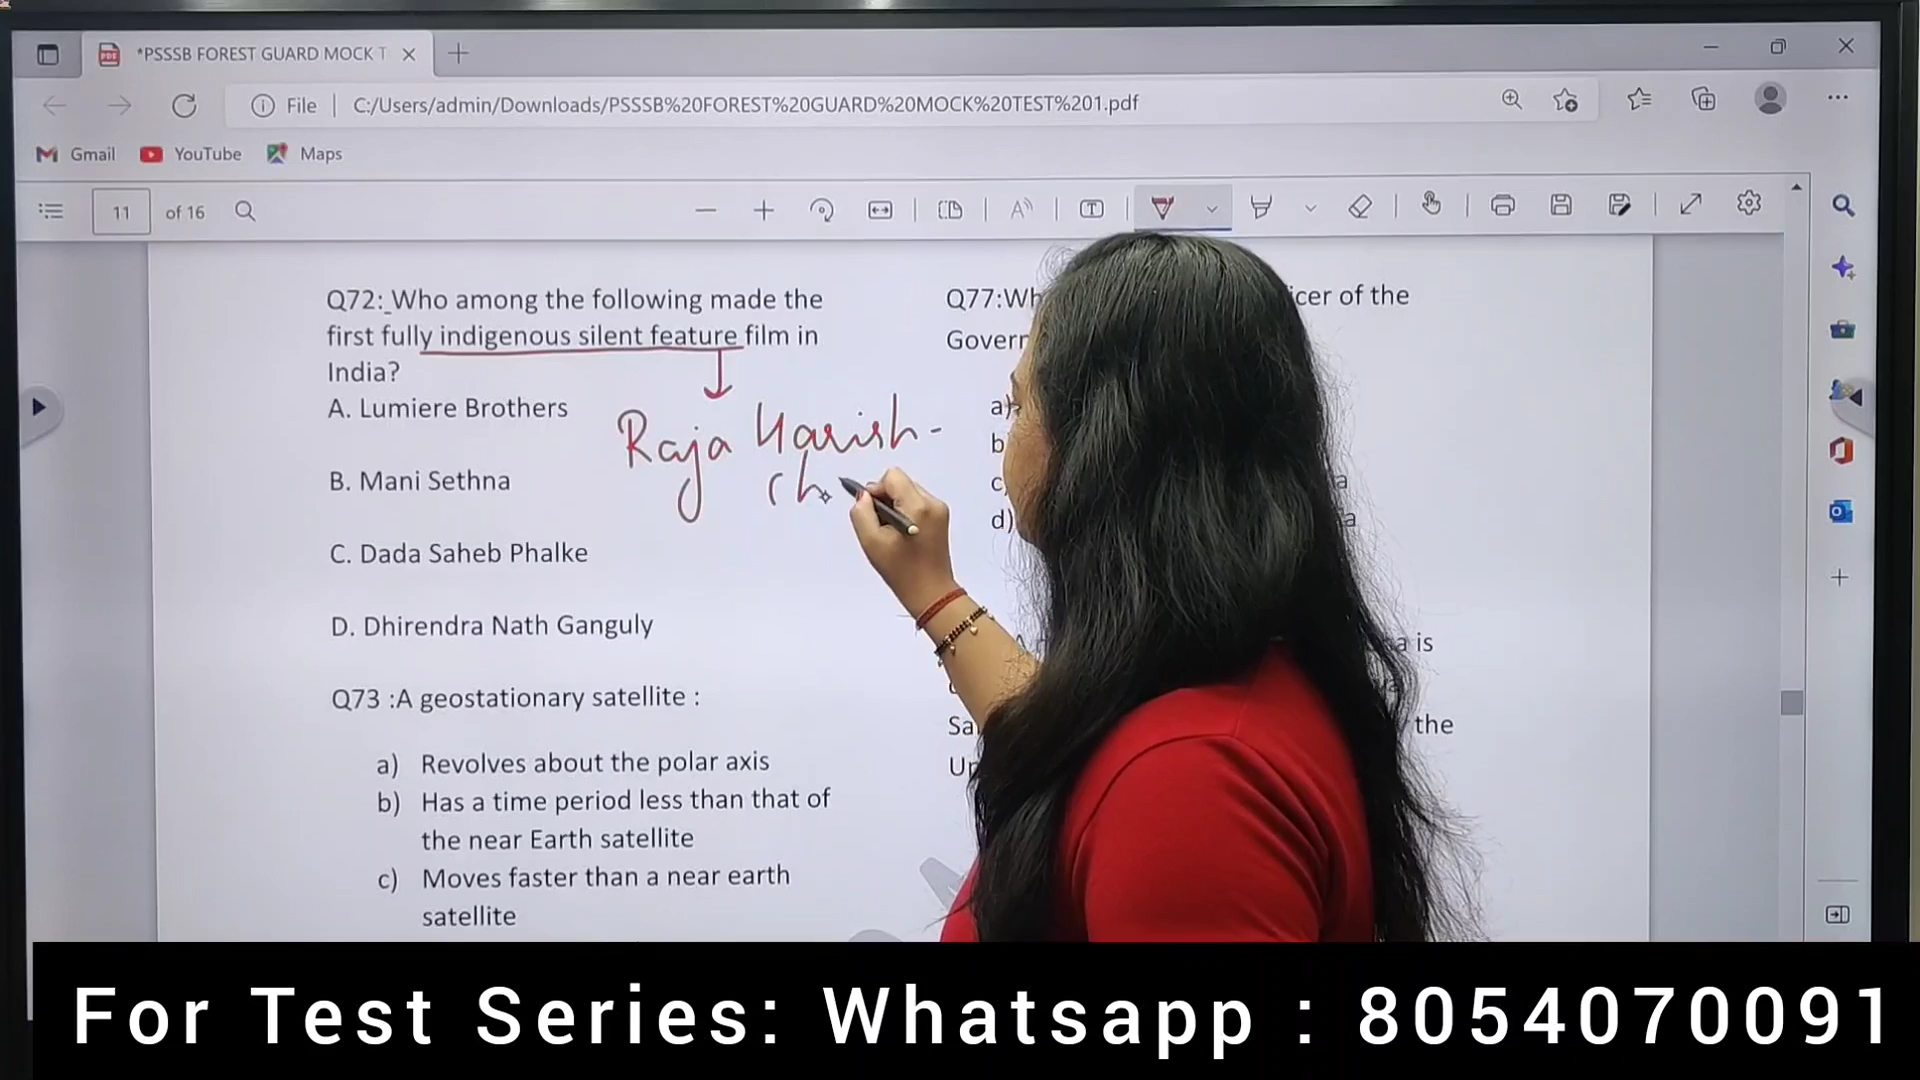 *PSSSB FOREST GUARD MOCK T
File
C:/Users/admin/Downloads/PSSSB%20FOREST%20GUARD%20MOCK%20TEST%201.pdf
Gmail
YouTube
Maps
11 of 16
Q72: Who among the following made the
first fully indigenous silent feature film in
India?
A. Lumiere Brothers
B. Mani Sethna
C. Dada Saheb Phalke
D. Dhirendra Nath Ganguly
Raja Harish-
ch
Q73 :A geostationary satellite :
a) Revolves about the polar axis
b) Has a time period less than that of
the near Earth satellite
c) Moves faster than a near earth
satellite
Q77:
of the
a)
b
c
d)
is
the
For Test Series: Whatsapp : 8054070091